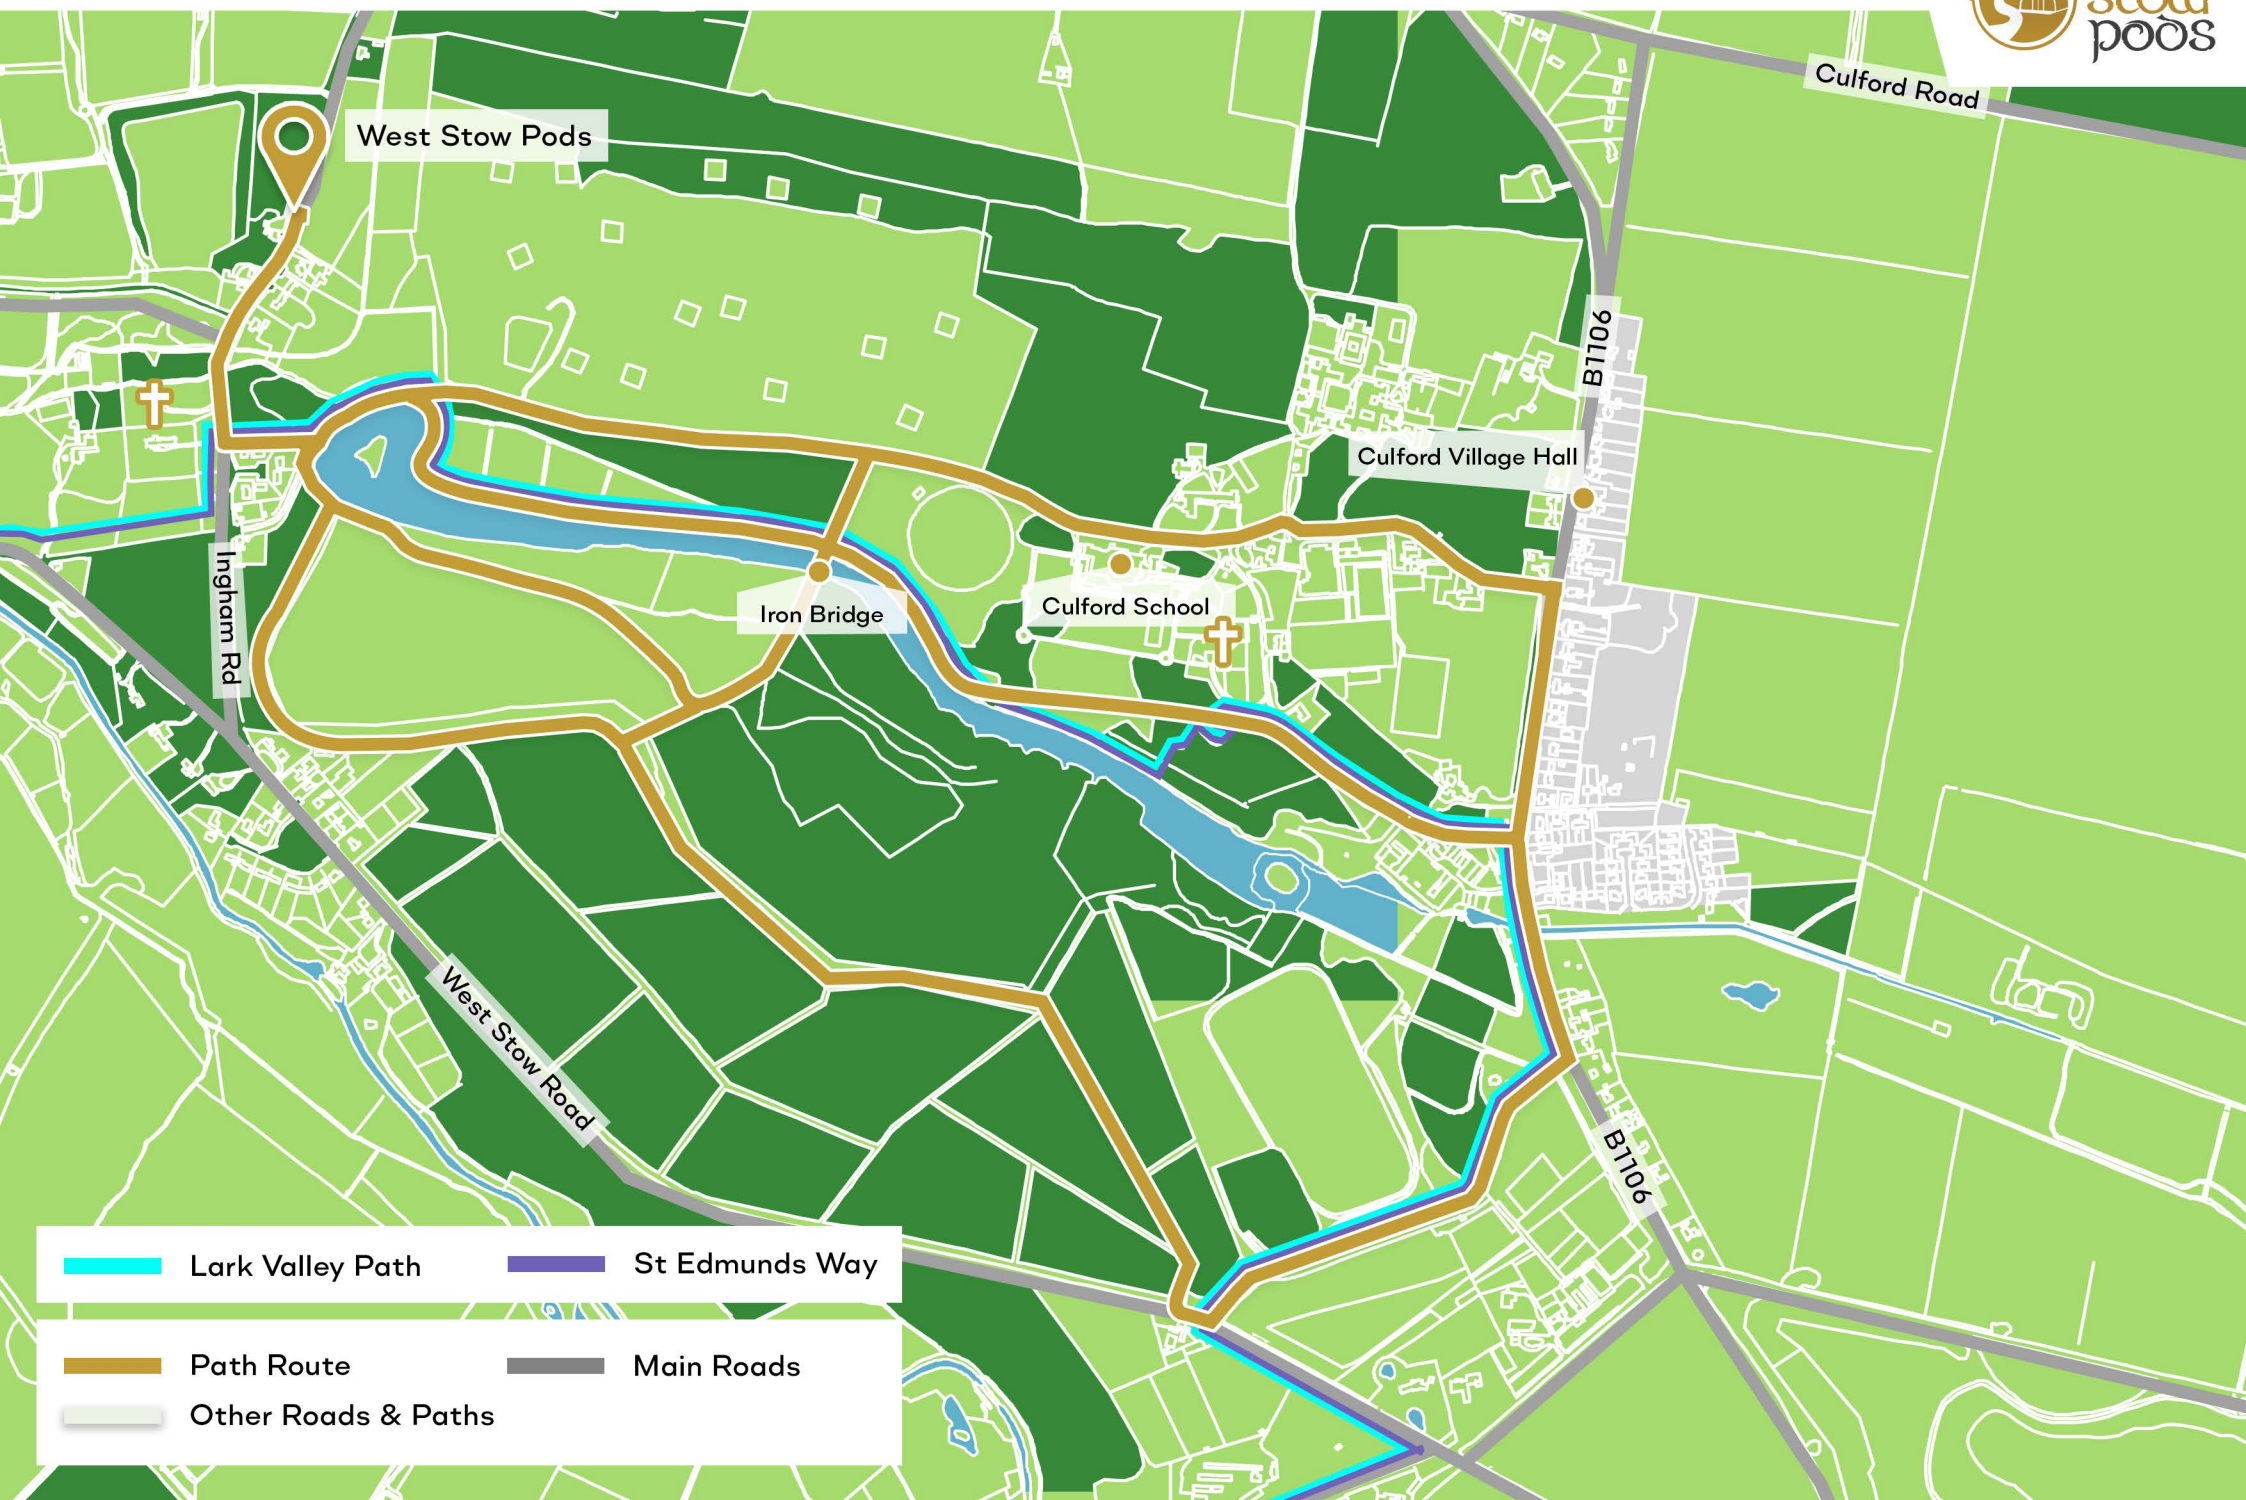 pods
Culford Road
West Stow Pods
B1106
Culford Village Hall
Ingham Rd
Iron Bridge
Culford School
West Stow Road
B1106
Lark Valley Path
St Edmunds Way
Path Route
Main Roads
Other Roads & Paths